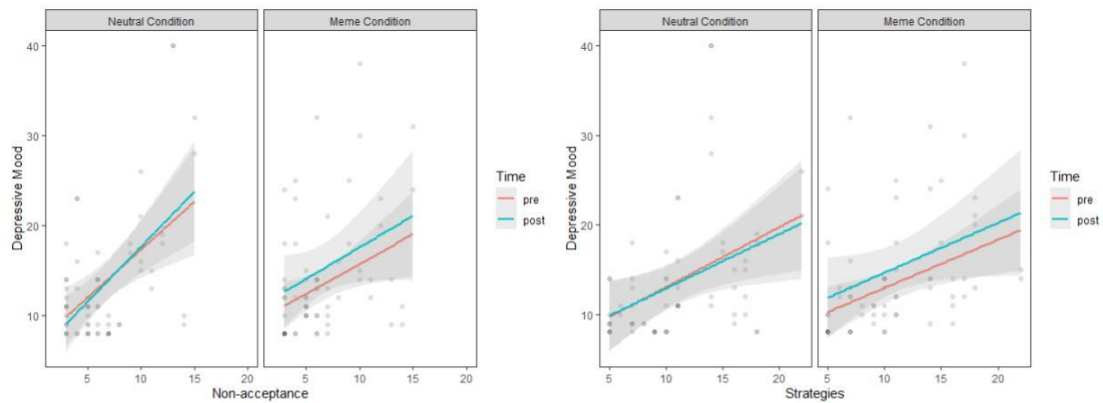 Neutral Condition Meme Condition
40
30
20
10
Depressive Mood
5 10 15 20 5 10 15 20
Non-acceptance
Time
pre
post
Neutral Condition Meme Condition
40
30
20
10
Depressive Mood
5 10 15 20 5 10 15 20
Strategies
Time
pre
post